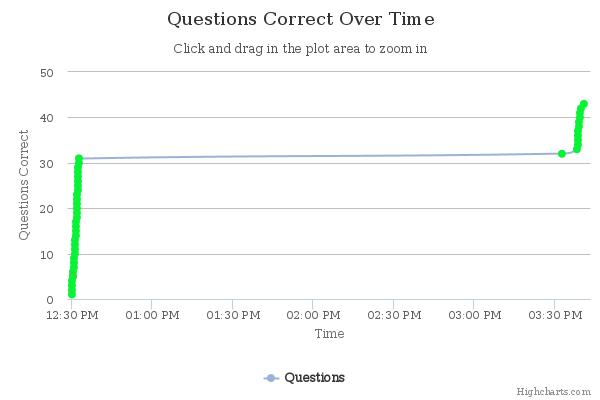 Questions Correct Over Time
Click and drag in the plot area to zoom in
Questions Correct
50
40
30
20
10
0
12:30 PM 01:00 PM 01:30 PM 02:00 PM 02:30 PM 03:00 PM 03:30 PM
Time
Questions
Highcharts.com